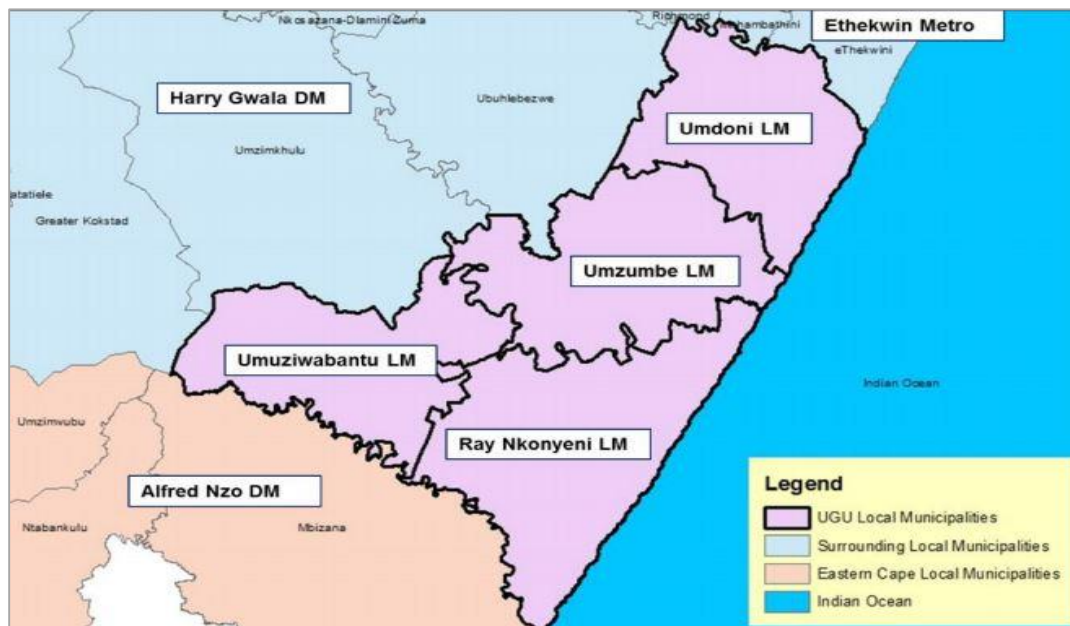 Nkosazana-Dlamini Zuma
Richmond
Ethekwin Metro
eThekwini
Harry Gwala DM
Ubuhlebezwe
Umdoni LM
Umzimkhulu
atatiele
Greater Kokstad
Umzumbe LM
Umuziwabantu LM
Indian Ocean
Umzimvubu
Ray Nkonyeni LM
Alfred Nzo DM
Ntabankulu
Mbizana
Legend
UGU Local Municipalities
Surrounding Local Municipalities
Eastern Cape Local Municipalities
Indian Ocean